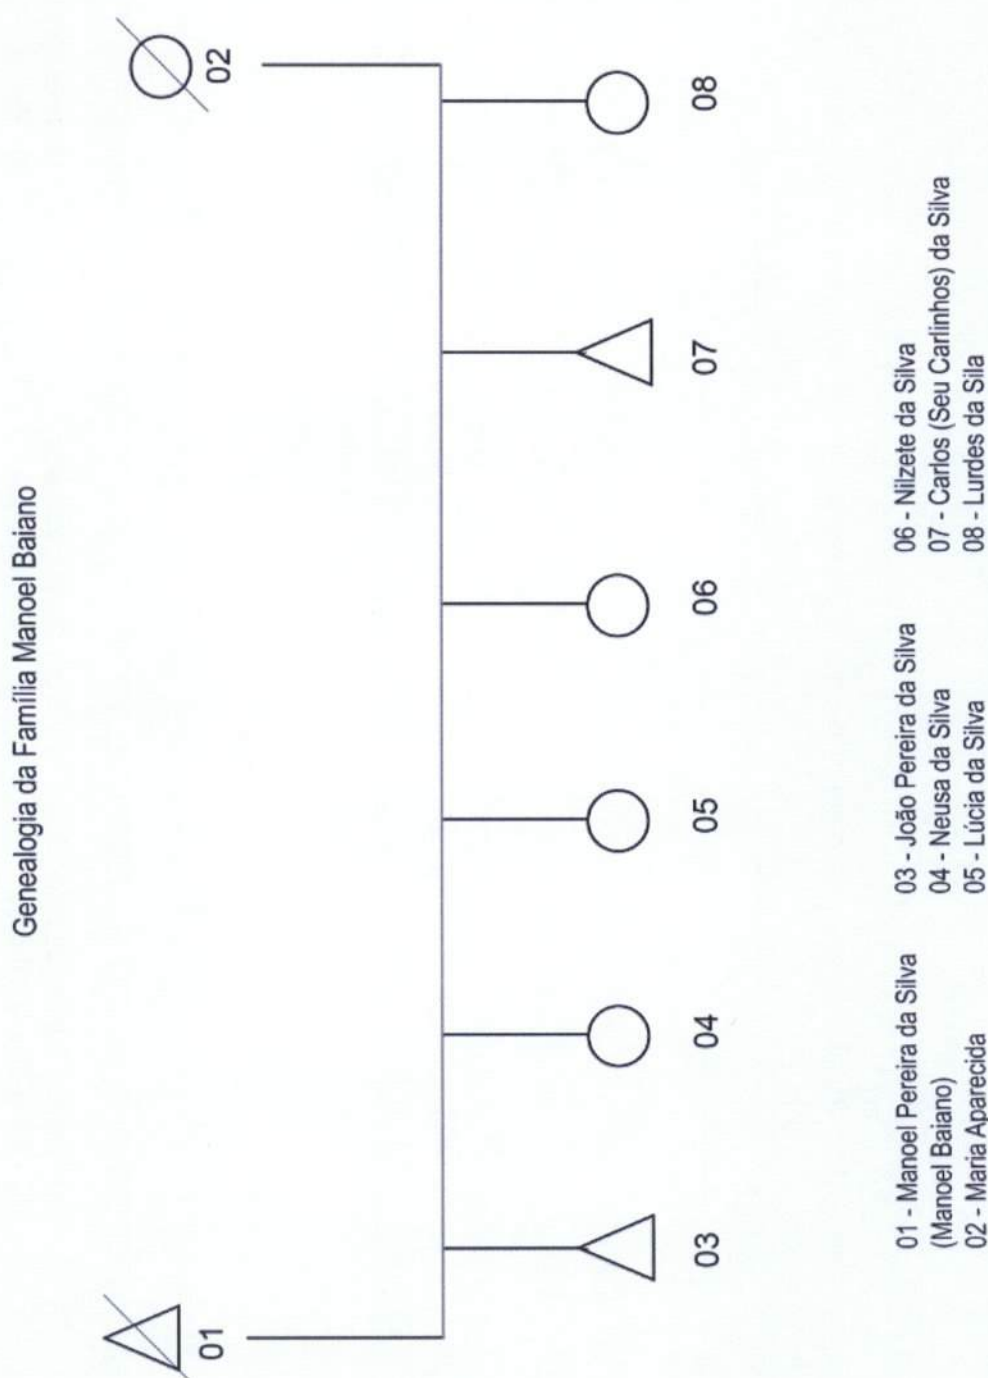 Genealogia da Família Manoel Baiano
01
02
03
04
05
06
07
08
01 - Manoel Pereira da Silva
(Manoel Baiano)
02 - Maria Aparecida
03 - João Pereira da Silva
04 - Neusa da Silva
05 - Lúcia da Silva
06 - Nilzete da Silva
07 - Carlos (Seu Carlinhos) da Silva
08 - Lurdes da Sila